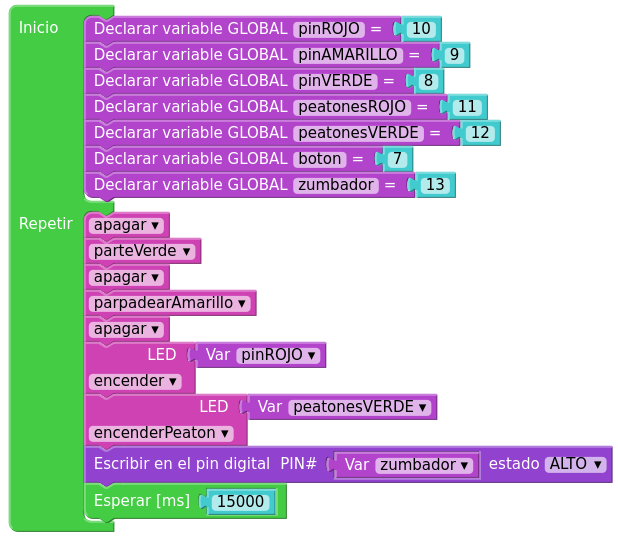 Inicio Declarar variable GLOBAL pinROJO = 10
Declarar variable GLOBAL pinAMARILLO = 9
Declarar variable GLOBAL pinVERDE = 8
Declarar variable GLOBAL peatonesROJO = 11
Declarar variable GLOBAL peatonesVERDE = 12
Declarar variable GLOBAL boton = 7
Declarar variable GLOBAL zumbador = 13
Repetir apagar ▾
parteVerde ▾
apagar ▾
parpadearAmarillo ▾
apagar ▾
LED Var pinROJO ▾
encender ▾
LED Var peatonesVERDE ▾
encenderPeaton ▾
Escribir en el pin digital PIN# Var zumbador ▾ estado ALTO ▾
Esperar [ms] 15000